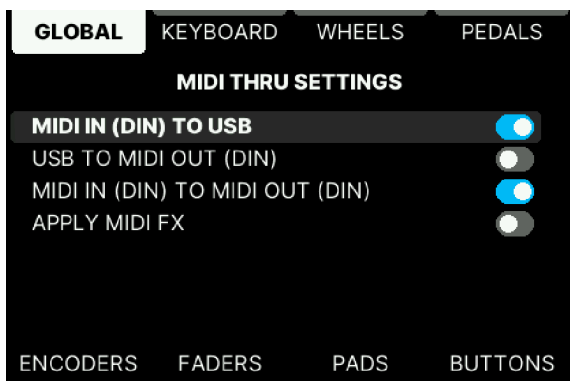 GLOBAL KEYBOARD WHEELS PEDALS
MIDI THRU SETTINGS
MIDI IN (DIN) TO USB
USB TO MIDI OUT (DIN)
MIDI IN (DIN) TO MIDI OUT (DIN)
APPLY MIDI FX
ENCODERS FADERS PADS BUTTONS